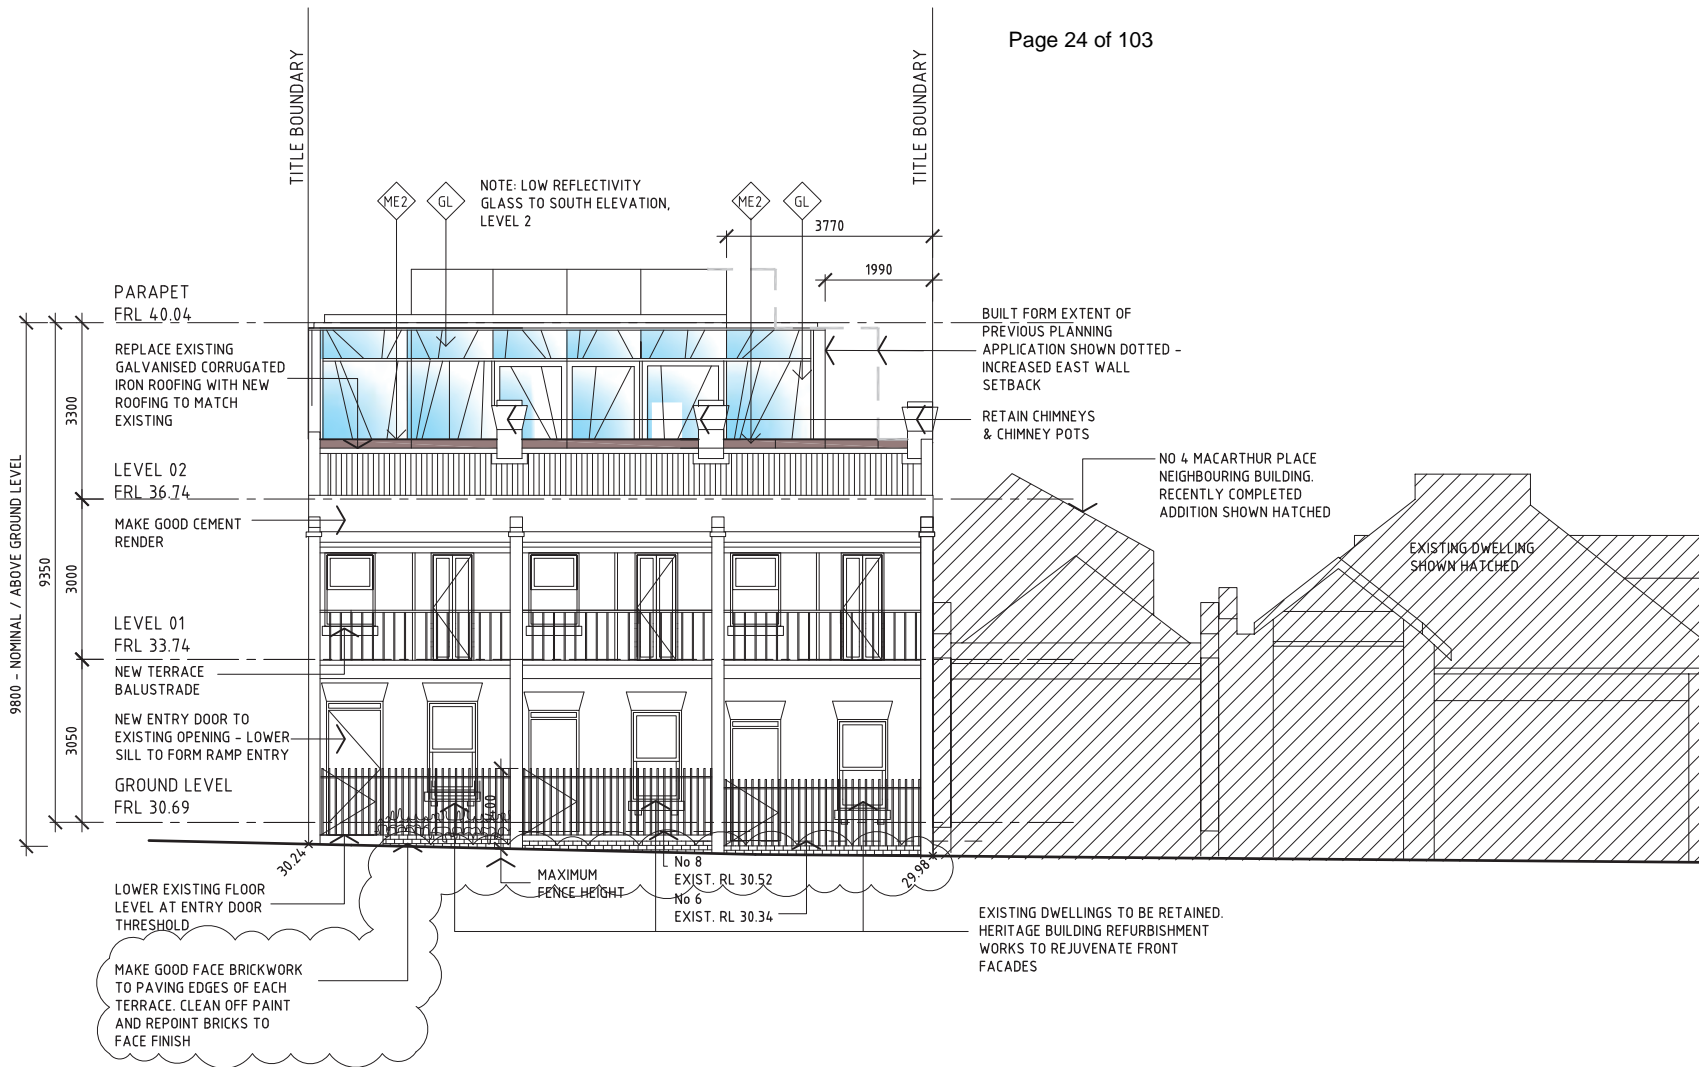 Page 24 of 103
TITLE BOUNDARY
TITLE BOUNDARY
ME2
GL
NOTE: LOW REFLECTIVITY
GLASS TO SOUTH ELEVATION,
LEVEL 2
ME2
GL
3770
1990
PARAPET
FRL 40.04
REPLACE EXISTING
GALVANISED CORRUGATED
IRON ROOFING WITH NEW
ROOFING TO MATCH
EXISTING
LEVEL 02
FRL 36.74
MAKE GOOD CEMENT
RENDER
LEVEL 01
FRL 33.74
NEW TERRACE
BALUSTRADE
NEW ENTRY DOOR TO
EXISTING OPENING - LOWER
SILL TO FORM RAMP ENTRY
GROUND LEVEL
FRL 30.69
9800 - NOMINAL / ABOVE GROUND LEVEL
9350
3300
3000
3050
BUILT FORM EXTENT OF
PREVIOUS PLANNING
APPLICATION SHOWN DOTTED -
INCREASED EAST WALL
SETBACK
RETAIN CHIMNEYS
& CHIMNEY POTS
NO 4 MACARTHUR PLACE
NEIGHBOURING BUILDING.
RECENTLY COMPLETED
ADDITION SHOWN HATCHED
EXISTING DWELLING
SHOWN HATCHED
30.24
29.98
LOWER EXISTING FLOOR
LEVEL AT ENTRY DOOR
THRESHOLD
MAXIMUM
FENCE HEIGHT
No 8
EXIST. RL 30.52
No 6
EXIST. RL 30.34
EXISTING DWELLINGS TO BE RETAINED.
HERITAGE BUILDING REFURBISHMENT
WORKS TO REJUVENATE FRONT
FACADES
MAKE GOOD FACE BRICKWORK
TO PAVING EDGES OF EACH
TERRACE. CLEAN OFF PAINT
AND REPOINT BRICKS TO
FACE FINISH